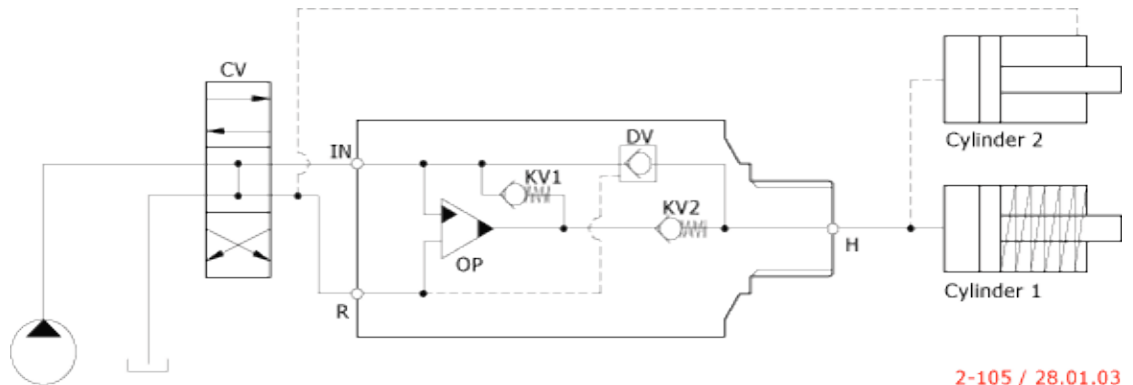 CV
IN
DV
KV1
KV2
OP
R
H
Cylinder 2
Cylinder 1
2-105 / 28.01.03